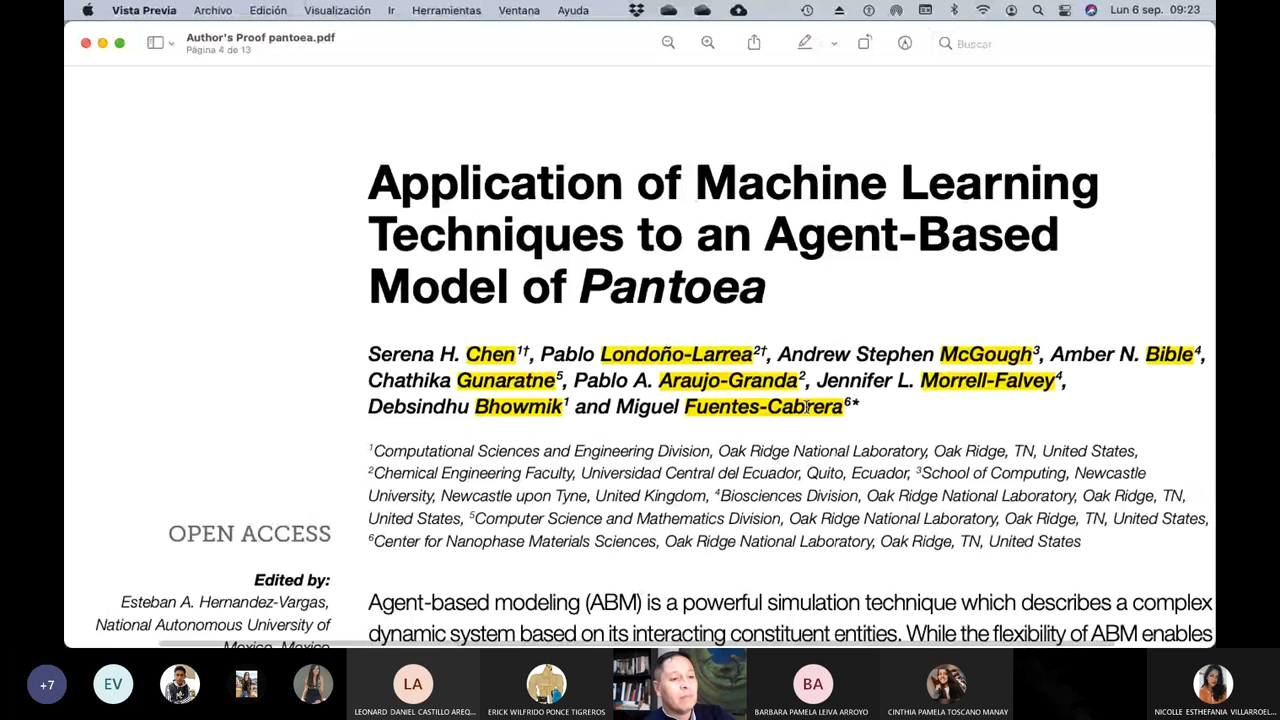 Vista Previa Archivo Edición Visualización Ir Herramientas Ventana Ayuda Lun 6 sep. 09:23
Author's Proof pantoea.pdf
Página 4 de 13
Buscar
Application of Machine Learning
Techniques to an Agent-Based
Model of Pantoea
Serena H. Chen1†, Pablo Londoño-Larrea2†, Andrew Stephen McGough3, Amber N. Bible4,
Chathika Gunaratne5, Pablo A. Araujo-Granda2, Jennifer L. Morrell-Falvey4,
Debsindhu Bhowmik1 and Miguel Fuentes-Cabrera6*
1Computational Sciences and Engineering Division, Oak Ridge National Laboratory, Oak Ridge, TN, United States,
2Chemical Engineering Faculty, Universidad Central del Ecuador, Quito, Ecuador, 3School of Computing, Newcastle
University, Newcastle upon Tyne, United Kingdom, 4Biosciences Division, Oak Ridge National Laboratory, Oak Ridge, TN,
United States, 5Computer Science and Mathematics Division, Oak Ridge National Laboratory, Oak Ridge, TN, United States,
6Center for Nanophase Materials Sciences, Oak Ridge National Laboratory, Oak Ridge, TN, United States
OPEN ACCESS
Edited by:
Esteban A. Hernandez-Vargas,
National Autonomous University of
Mexico, Mexico
Agent-based modeling (ABM) is a powerful simulation technique which describes a complex
dynamic system based on its interacting constituent entities. While the flexibility of ABM enables
+7
EV
LA
BA
LEONARD DANIEL CASTILLO AREQ...
ERICK WILFRIDO PONCE TIGREROS
BARBARA PAMELA LEIVA ARROYO
CINTHIA PAMELA TOSCANO MANAY
NICOLLE ESTHEFANIA VILLARROEL...